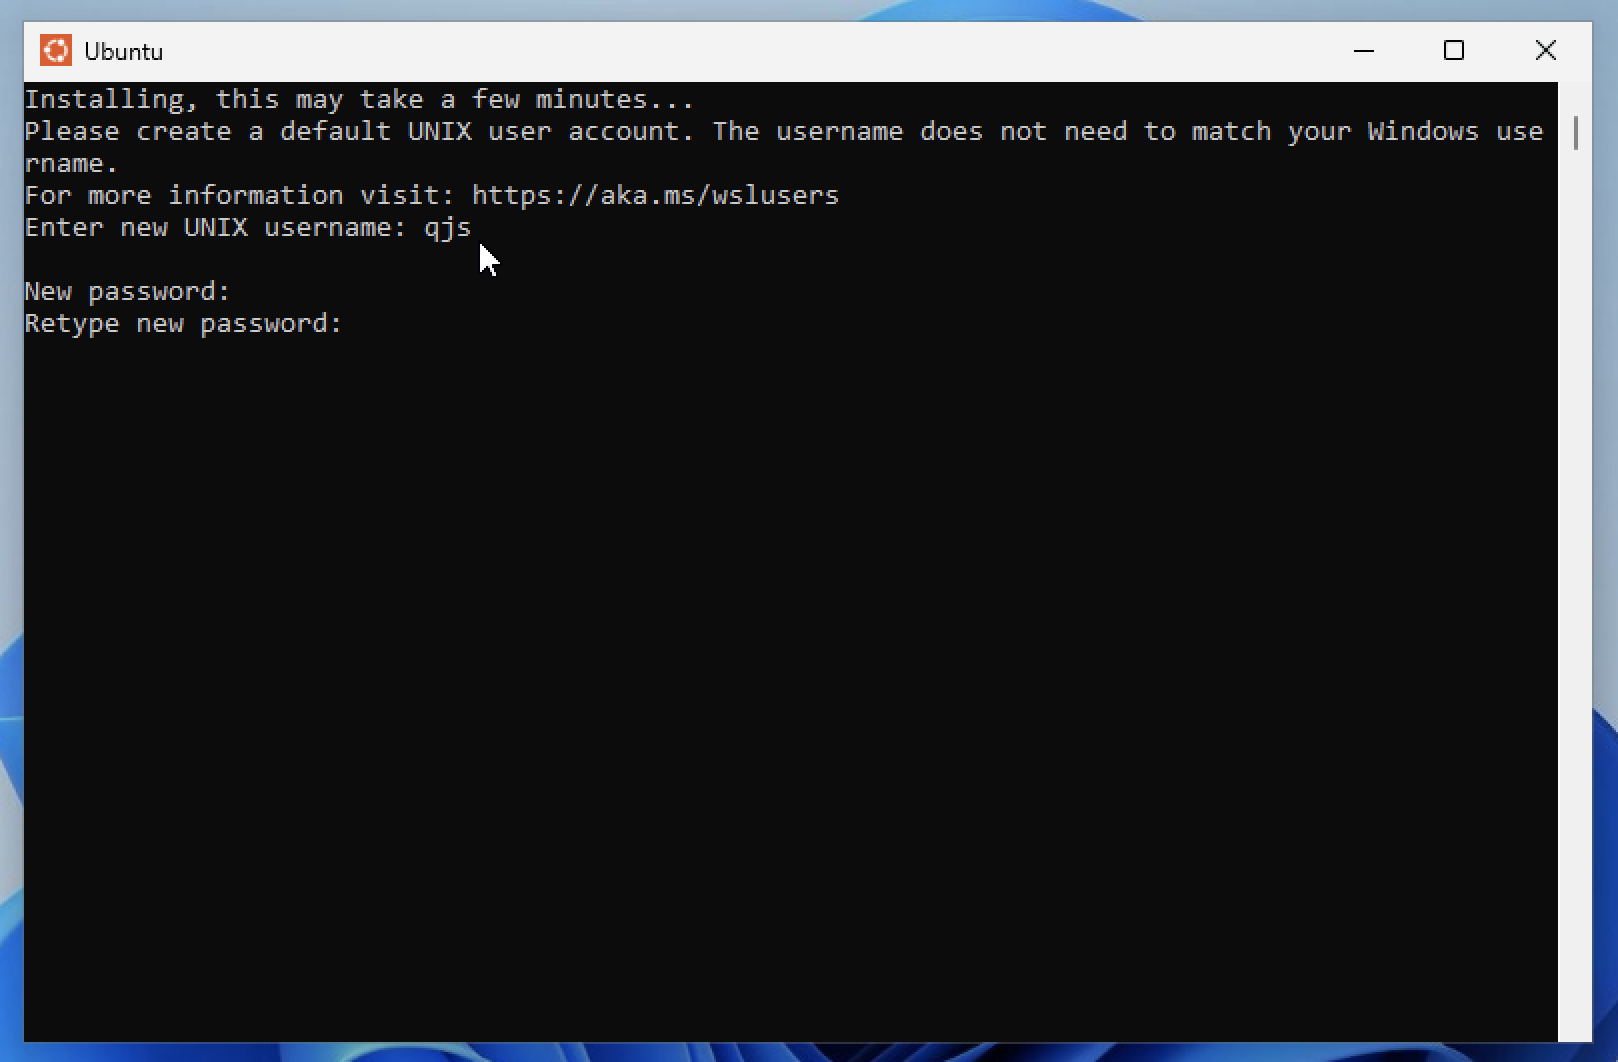 Ubuntu
Installing, this may take a few minutes...
Please create a default UNIX user account. The username does not need to match your Windows use
rname.
For more information visit: https://aka.ms/wslusers
Enter new UNIX username: qjs
New password:
Retype new password: